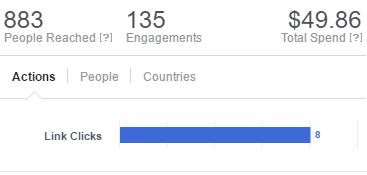 883 135 $49.86
People Reached [?] Engagements Total Spend [?]
Actions People Countries
Link Clicks 8